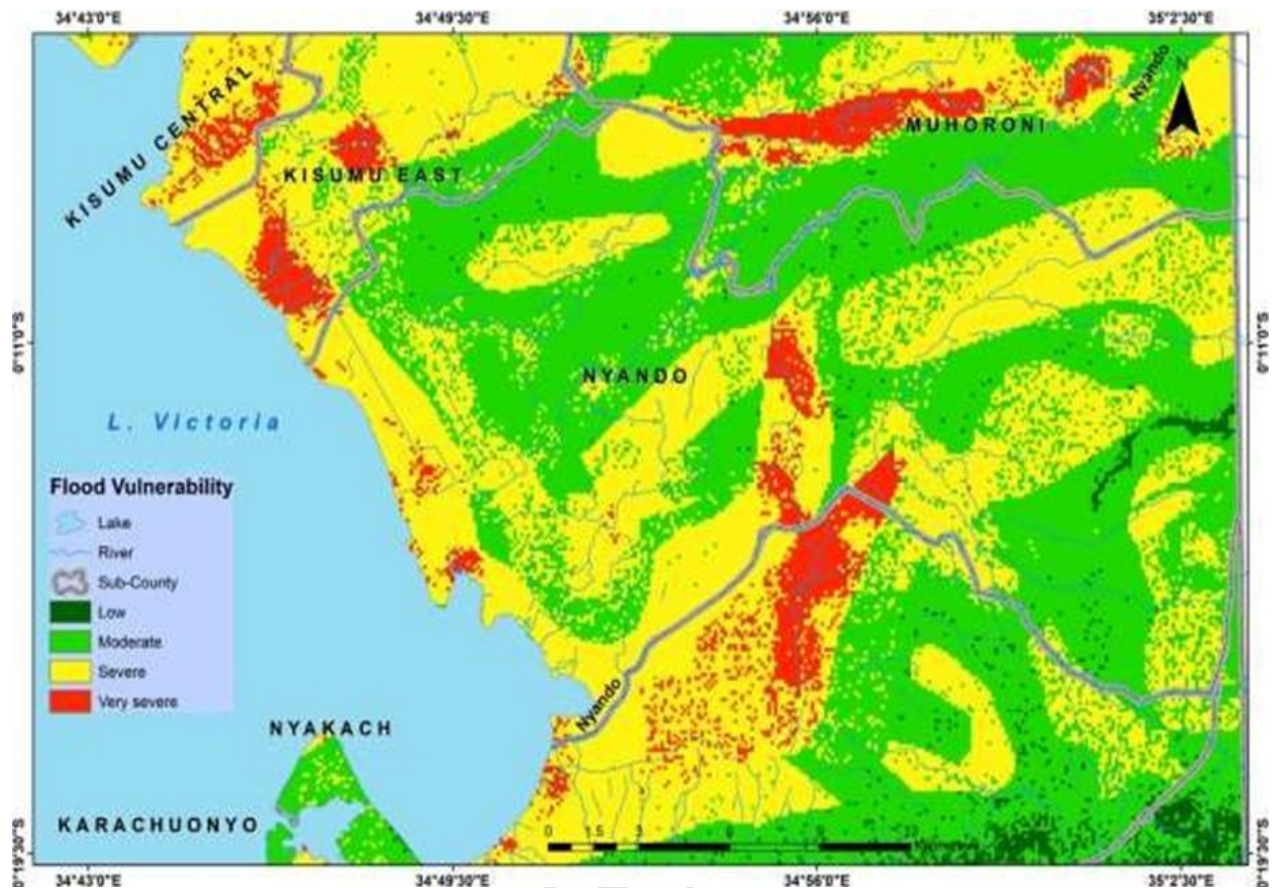 34°43'0"E 34°49'30"E 34°56'0"E 35°2'30"E
Nyando
N
KISUMU CENTRAL
MUHORONI
KISUMU EAST
0°11'0"S 0°11'0"S
NYANDO
L. Victoria
Flood Vulnerability
Lake
River
Sub-County
Low
Moderate
Severe
Very severe
Nyando
NYAKACH
KARACHUONYO
0 1.5 3 6 9 12
0°19'30"S 0°19'30"S
34°43'0"E 34°49'30"E 34°56'0"E 35°2'30"E